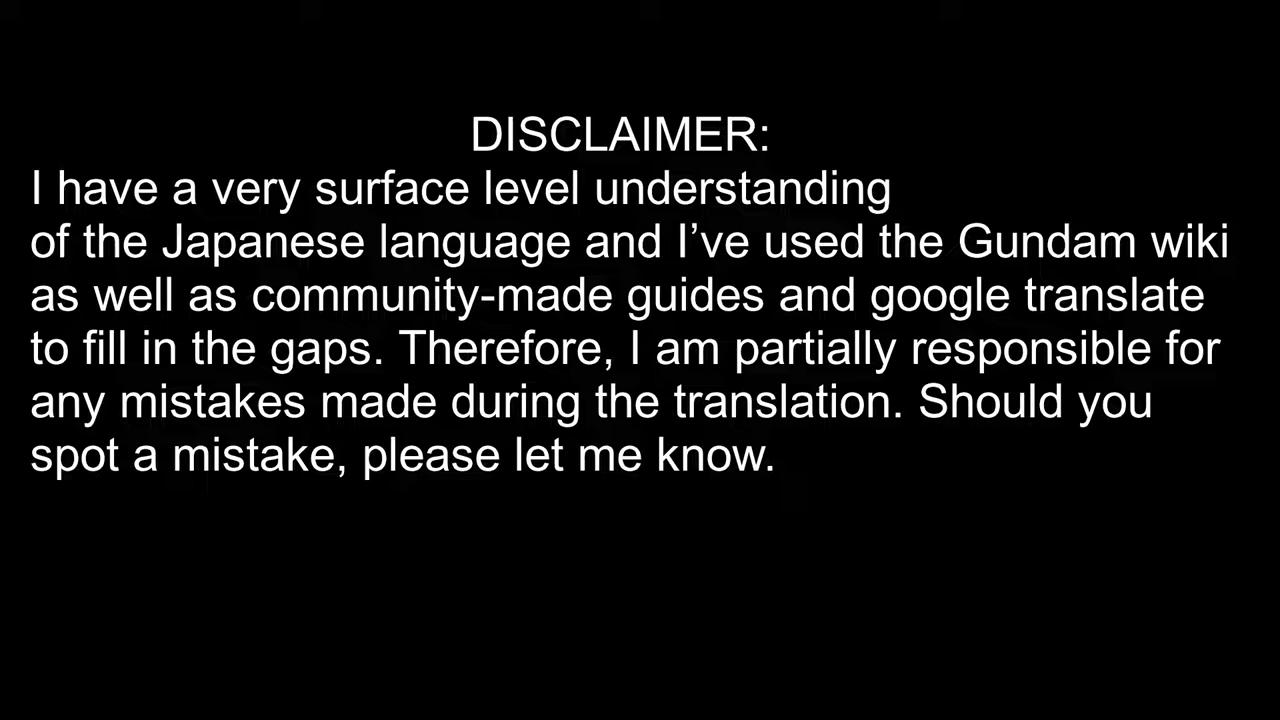 DISCLAIMER:
I have a very surface level understanding
of the Japanese language and I’ve used the Gundam wiki
as well as community-made guides and google translate
to fill in the gaps. Therefore, I am partially responsible for
any mistakes made during the translation. Should you
spot a mistake, please let me know.